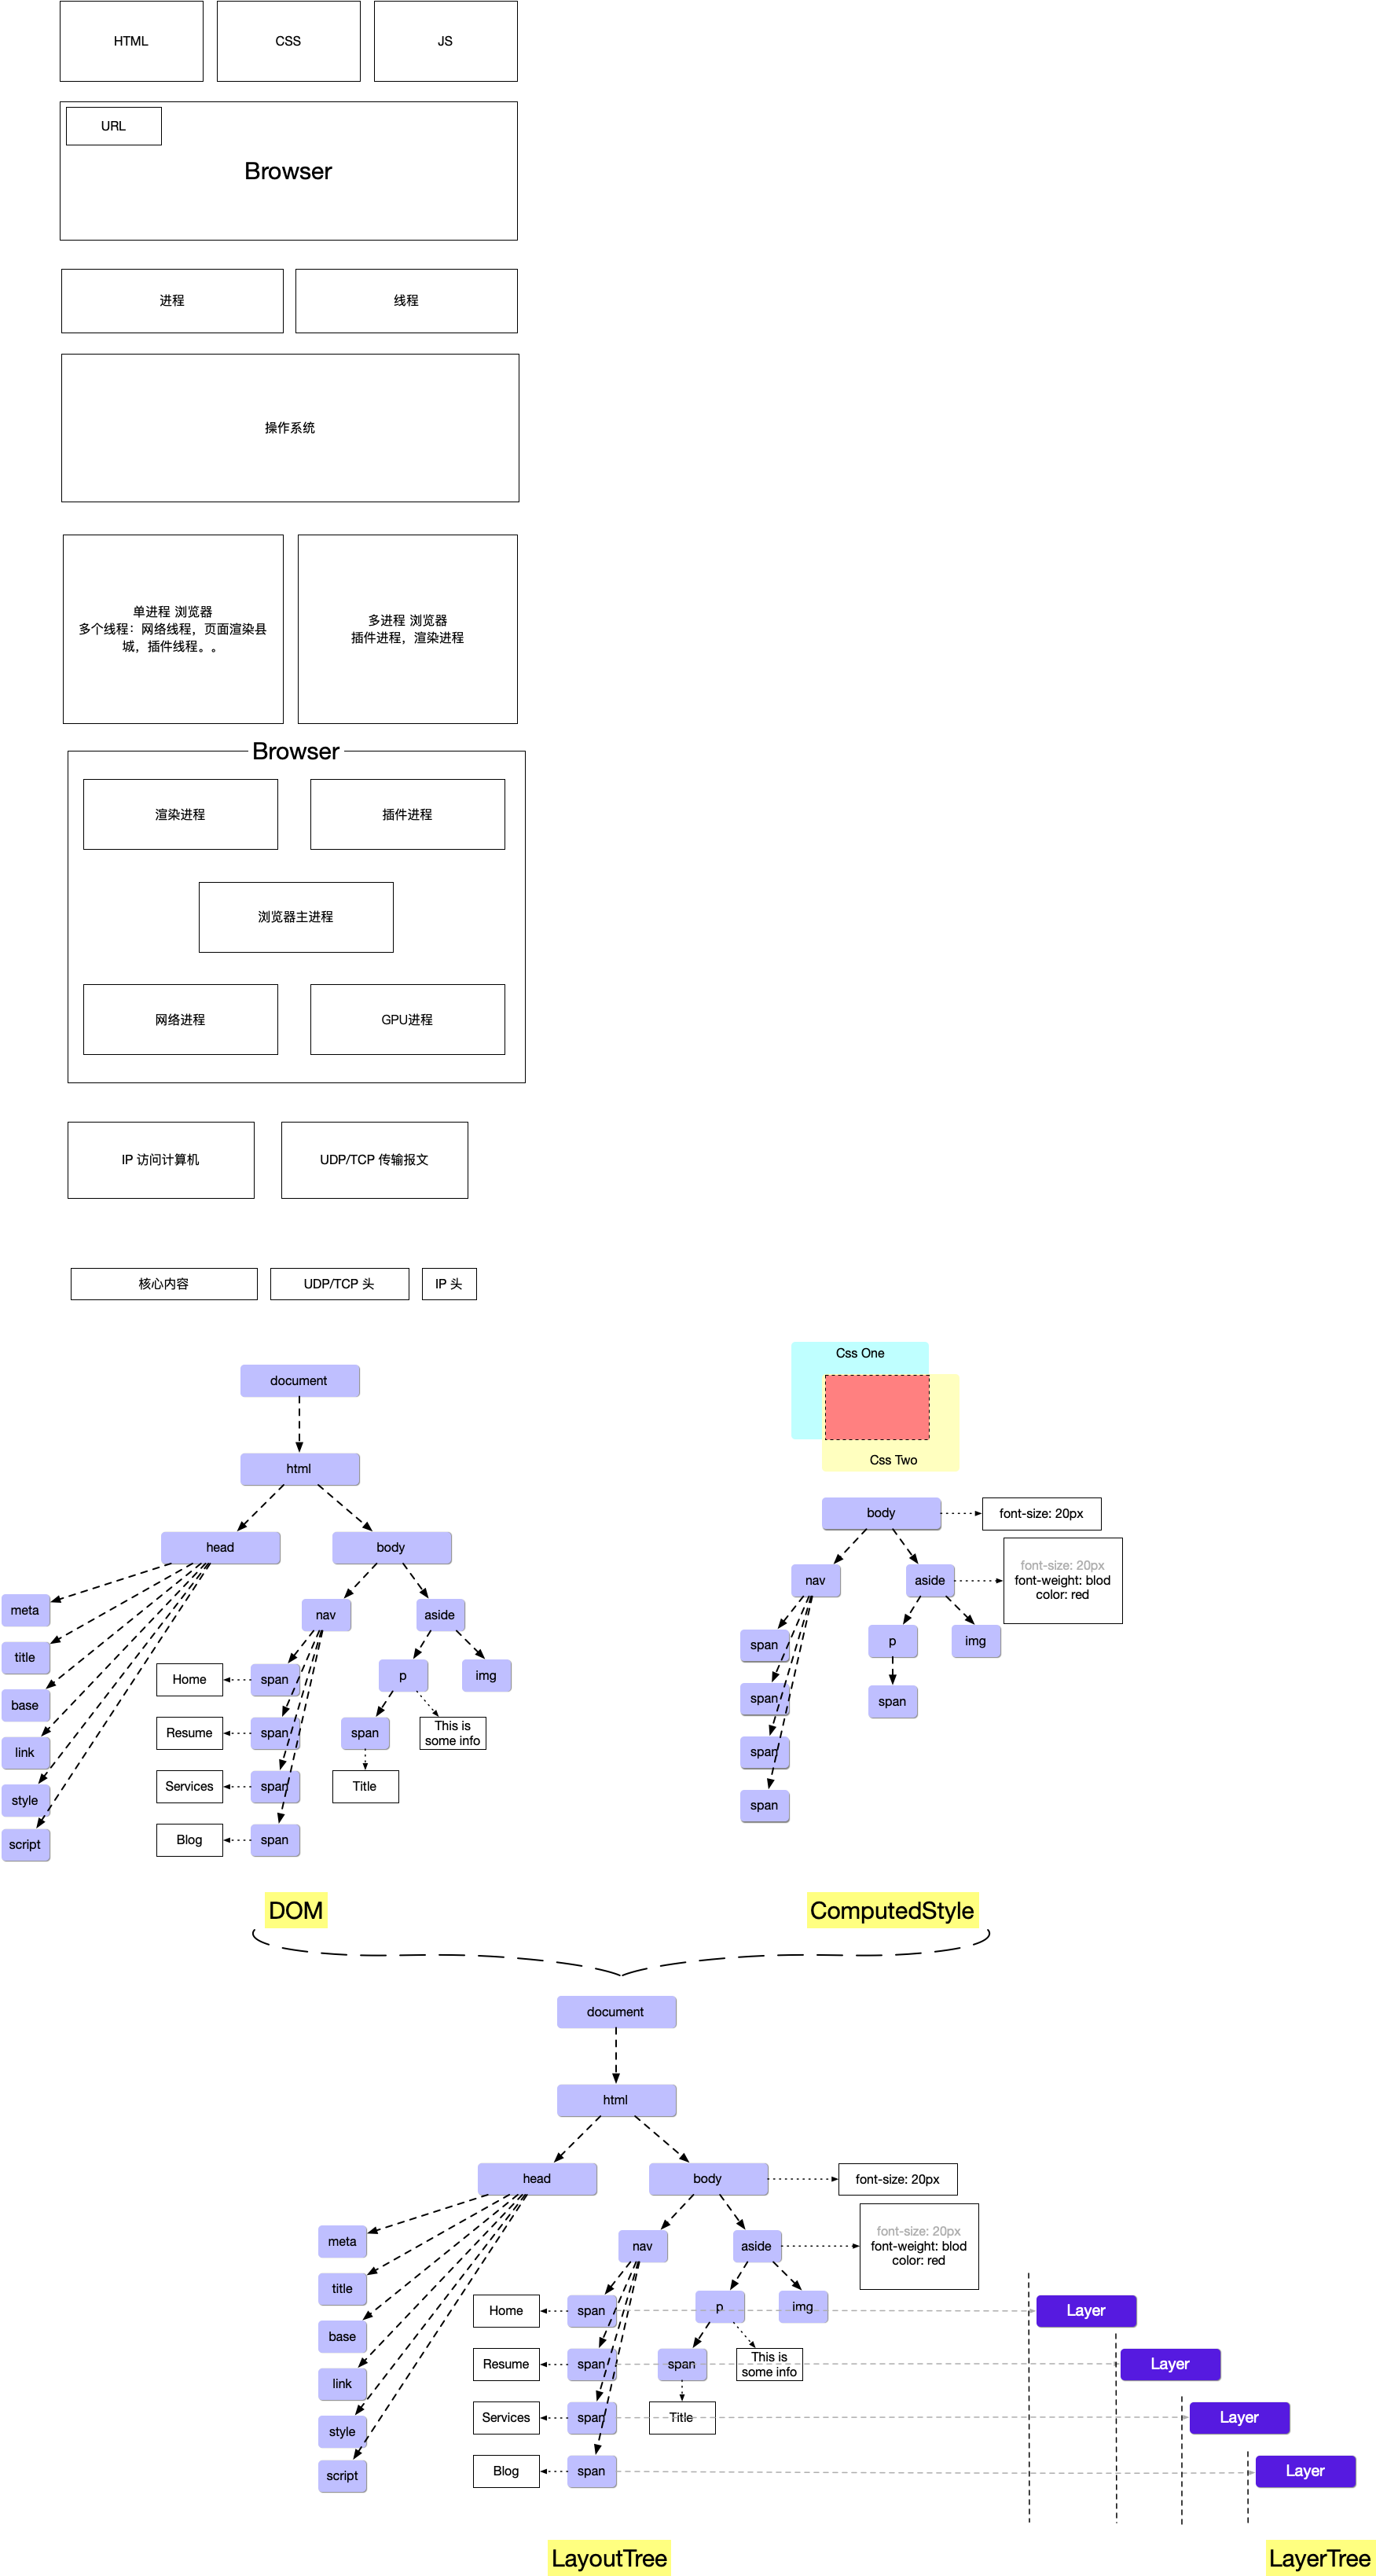 HTML
CSS
JS
URL
Browser
进程
线程
操作系统
单进程 浏览器
多个线程：网络线程，页面渲染县
城，插件线程。。
多进程 浏览器
插件进程，渲染进程
Browser
渲染进程
插件进程
浏览器主进程
网络进程
GPU进程
IP 访问计算机
UDP/TCP 传输报文
核心内容
UDP/TCP 头
IP 头
document
html
head
body
meta
title
base
link
style
script
nav
aside
Home
span
Resume
span
Services
span
Blog
span
p
img
span
This is
some info
Title
DOM
Css One
Css Two
body
font-size: 20px
nav
aside
font-size: 20px
font-weight: blod
color: red
span
span
span
span
p
img
span
ComputedStyle
document
html
head
body
font-size: 20px
meta
title
base
link
style
script
nav
aside
font-size: 20px
font-weight: blod
color: red
Home
span
Resume
span
Services
span
Blog
span
p
img
span
This is
some info
Title
Layer
Layer
Layer
Layer
LayoutTree
LayerTree